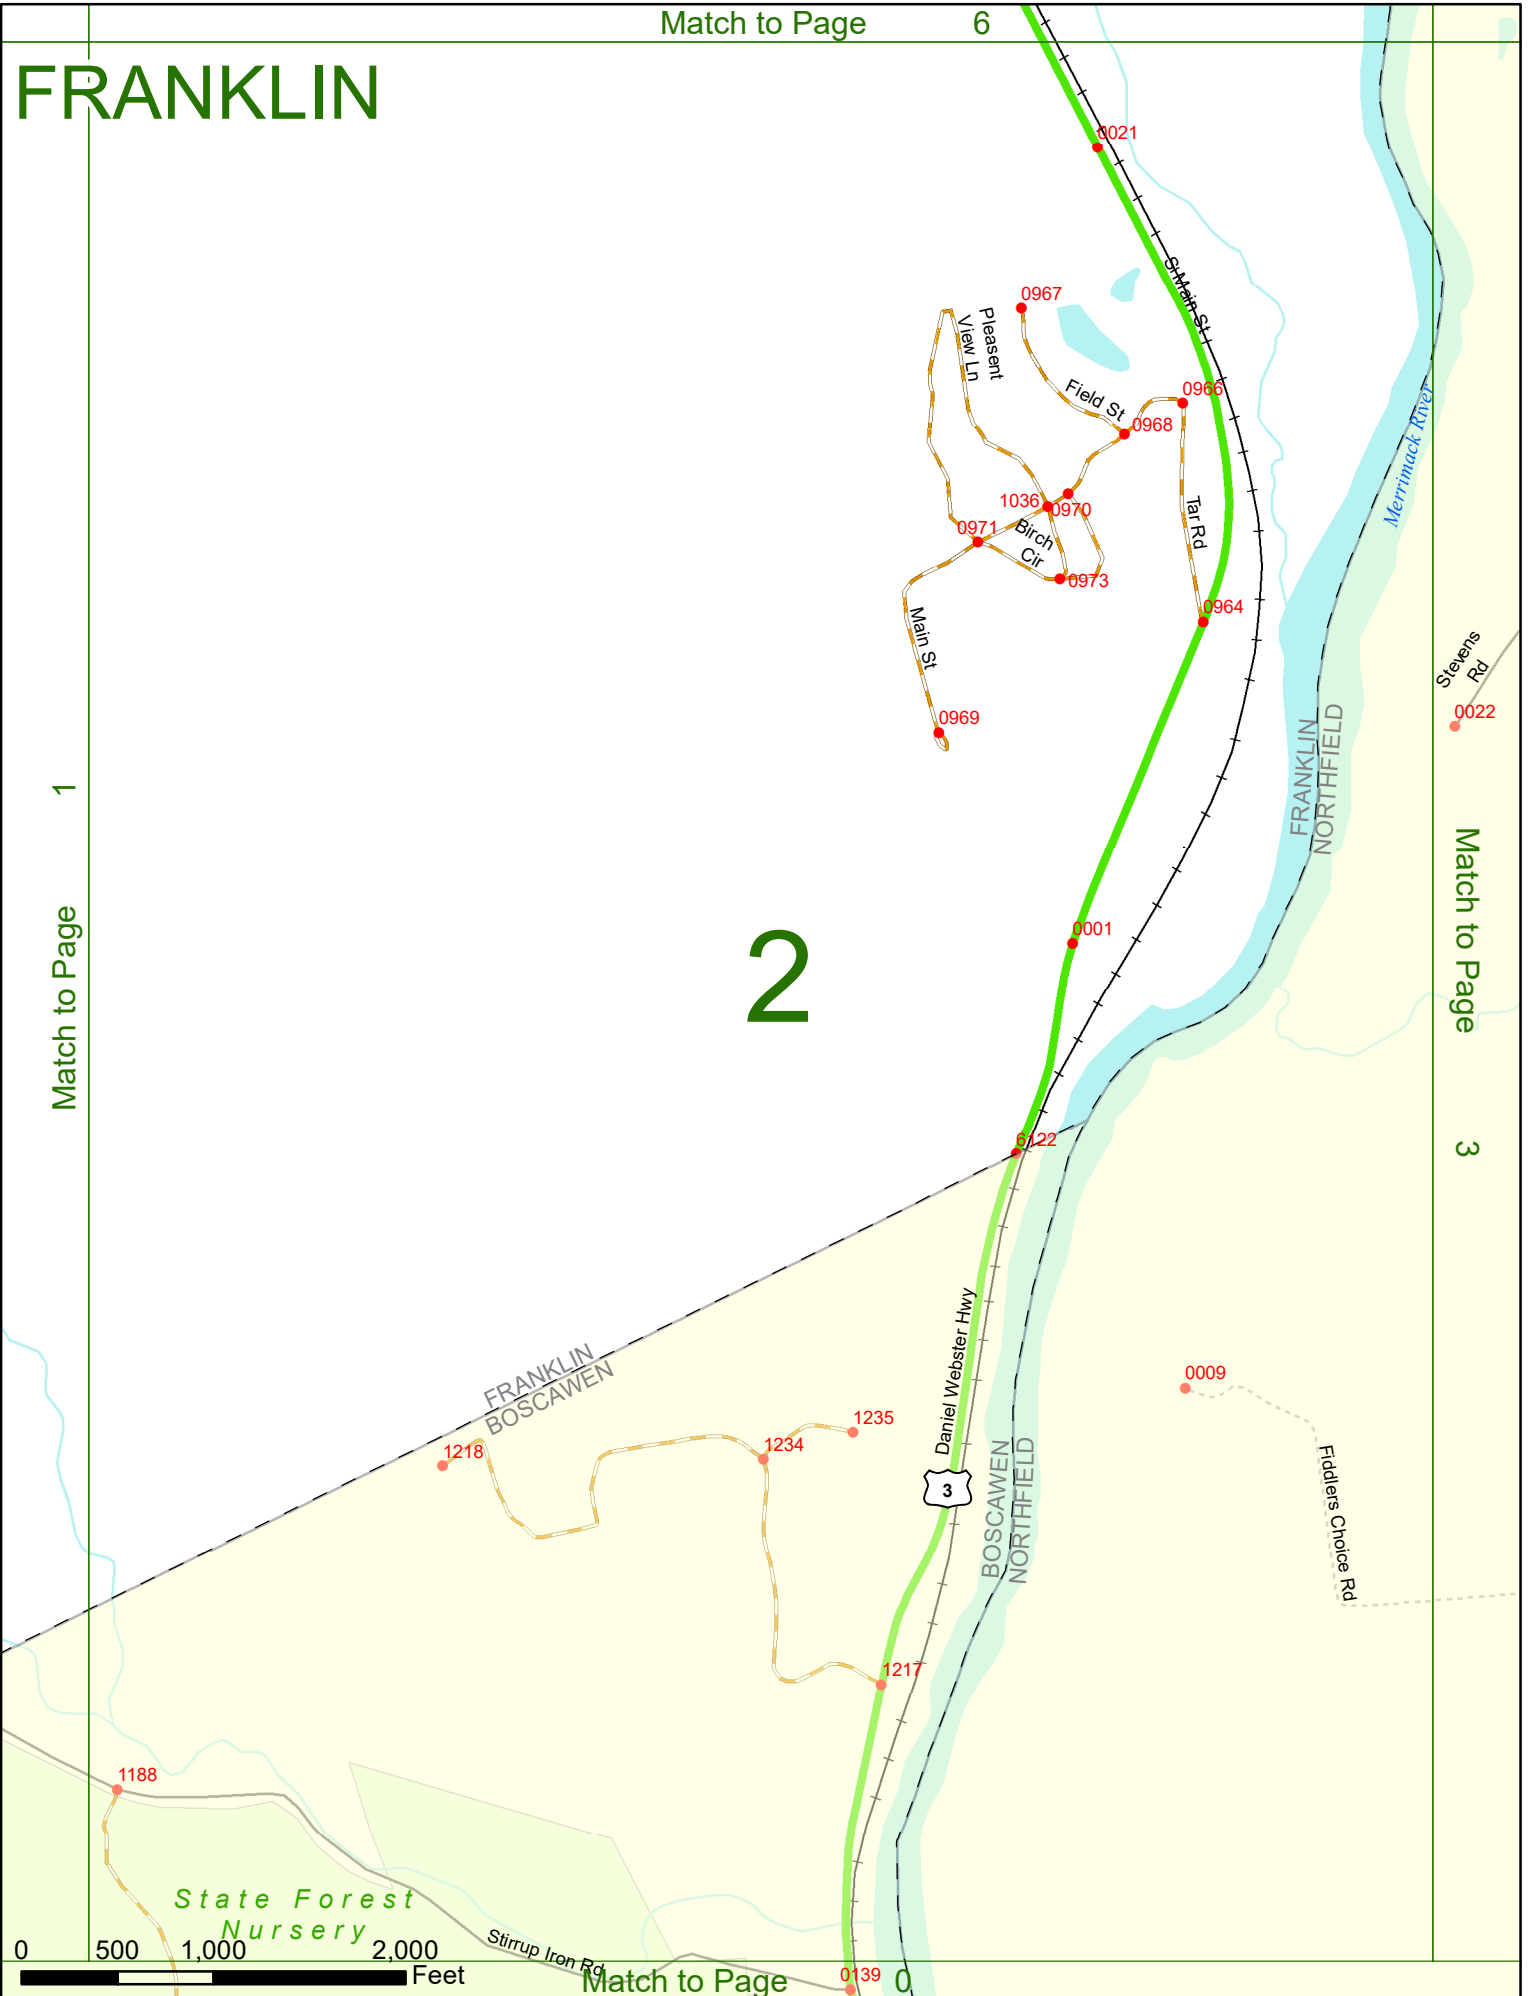 Match to Page 6
FRANKLIN
0021
S Main St
0967
Pleasent
View Ln
Field St
0966
0968
Merrimack River
1036
0970
Tar Rd
0971
Birch
Cir
0973
0964
Main St
Stevens
Rd
0022
0969
FRANKLIN
NORTHFIELD
Match to Page 1
Match to Page 3
2
0001
6122
Daniel Webster Hwy
FRANKLIN
BOSCAWEN
0009
1235
1218
1234
3
BOSCAWEN
NORTHFIELD
Fiddlers Choice Rd
1217
1188
State Forest
Nursery
0 500 1,000 2,000
Feet
Stirrup Iron Rd
0139
Match to Page 0